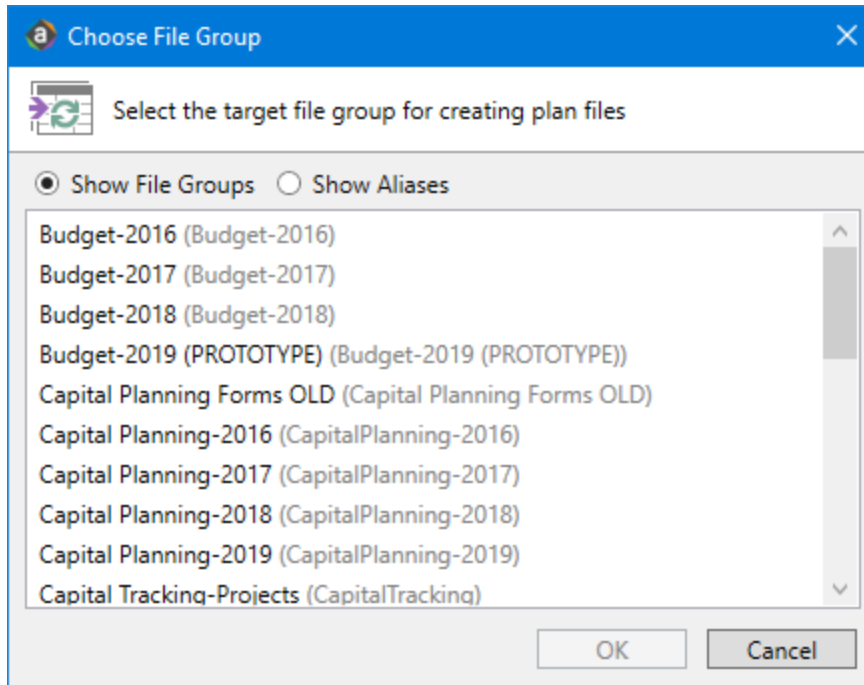 Choose File Group
Select the target file group for creating plan files
Show File Groups Show Aliases
Budget-2016 (Budget-2016)
Budget-2017 (Budget-2017)
Budget-2018 (Budget-2018)
Budget-2019 (PROTOTYPE) (Budget-2019 (PROTOTYPE))
Capital Planning Forms OLD (Capital Planning Forms OLD)
Capital Planning-2016 (CapitalPlanning-2016)
Capital Planning-2017 (CapitalPlanning-2017)
Capital Planning-2018 (CapitalPlanning-2018)
Capital Planning-2019 (CapitalPlanning-2019)
Capital Tracking-Projects (CapitalTracking)
OK Cancel